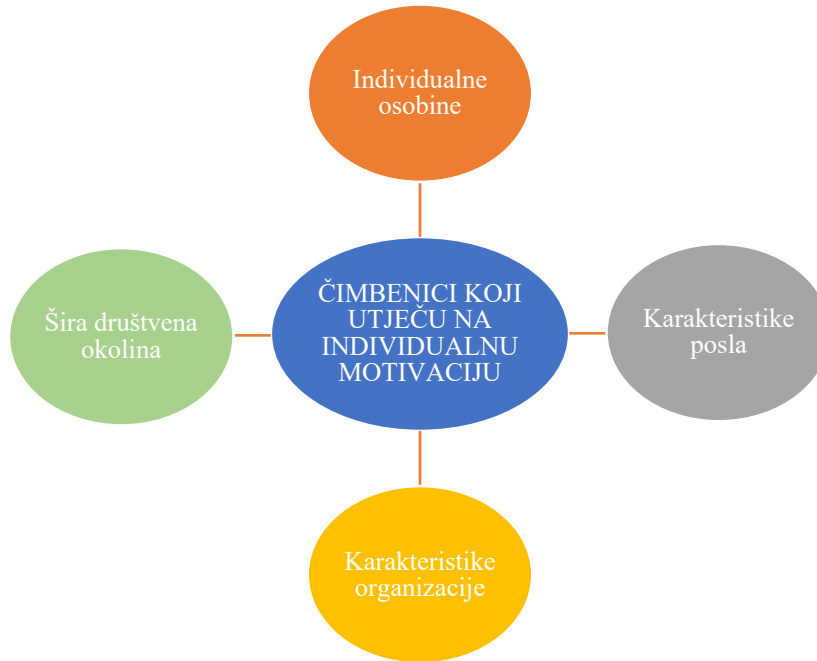 Individualne
osobine
Šira društvena
okolina
ČIMBENICI KOJI
UTJEČU NA
INDIVIDUALNU
MOTIVACIJU
Karakteristike
posla
Karakteristike
organizacije